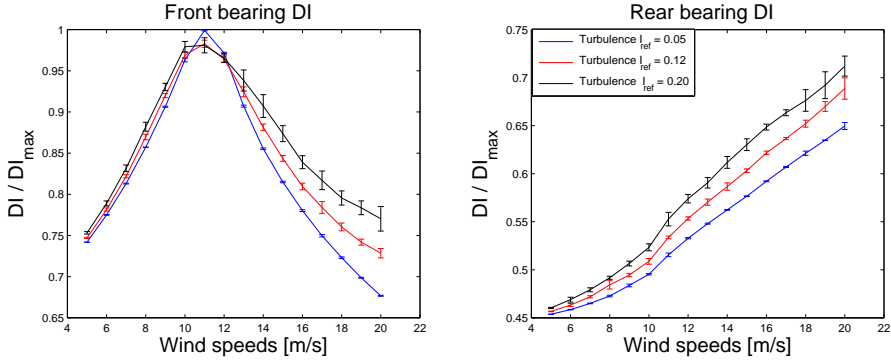 Front bearing DI
DI / DI_max
1
0.95
0.9
0.85
0.8
0.75
0.7
0.65
4 6 8 10 12 14 16 18 20 22
Wind speeds [m/s]
Rear bearing DI
DI / DI_max
Turbulence I_ref = 0.05
Turbulence I_ref = 0.12
Turbulence I_ref = 0.20
0.7
0.65
0.6
0.55
0.5
0.45
4 6 8 10 12 14 16 18 20 22
Wind speeds [m/s]